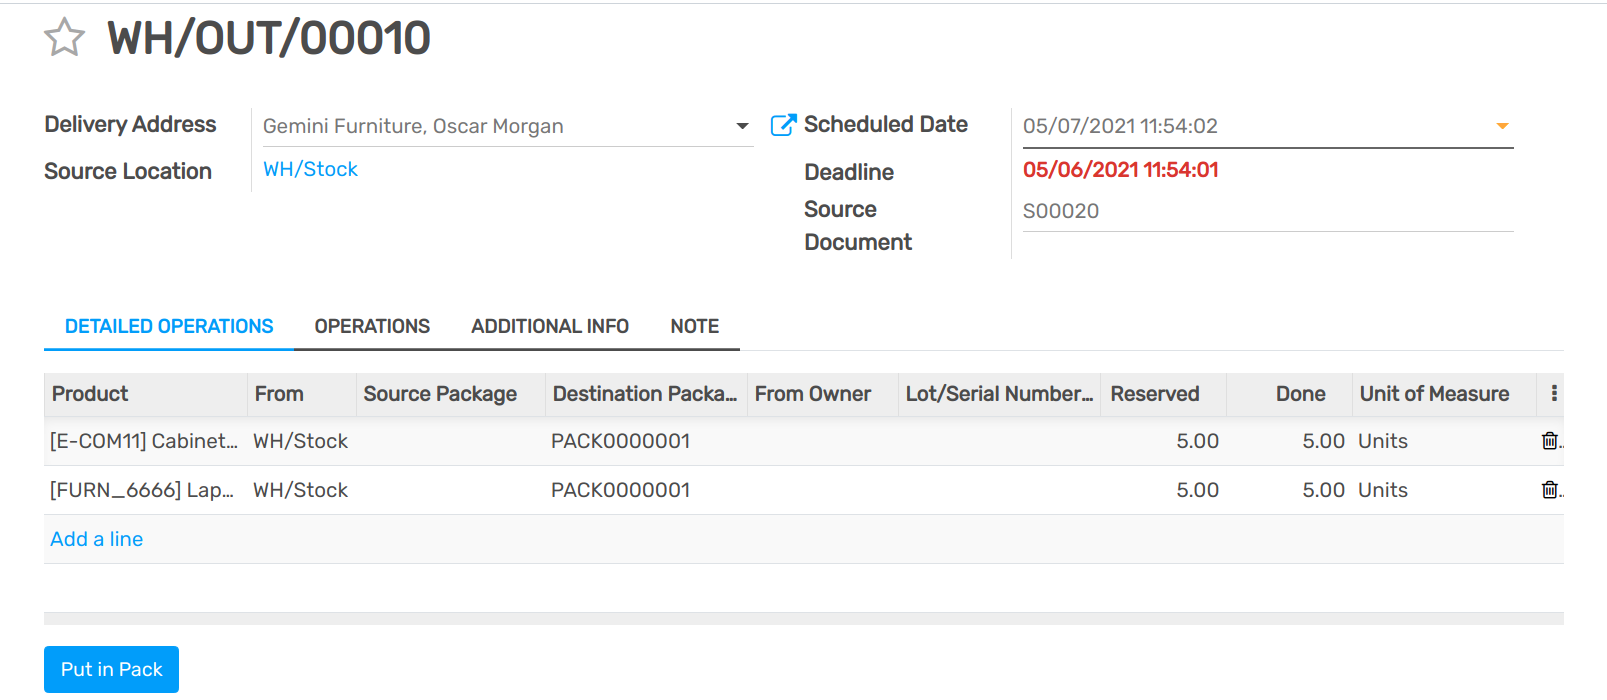 WH/OUT/00010
Delivery Address Gemini Furniture, Oscar Morgan Scheduled Date 05/07/2021 11:54:02
Source Location WH/Stock Deadline 05/06/2021 11:54:01
Source Document S00020
DETAILED OPERATIONS OPERATIONS ADDITIONAL INFO NOTE
Product From Source Package Destination Packa... From Owner Lot/Serial Number... Reserved Done Unit of Measure
[E-COM11] Cabinet... WH/Stock PACK0000001 5.00 5.00 Units
[FURN_6666] Lap... WH/Stock PACK0000001 5.00 5.00 Units
Add a line
Put in Pack